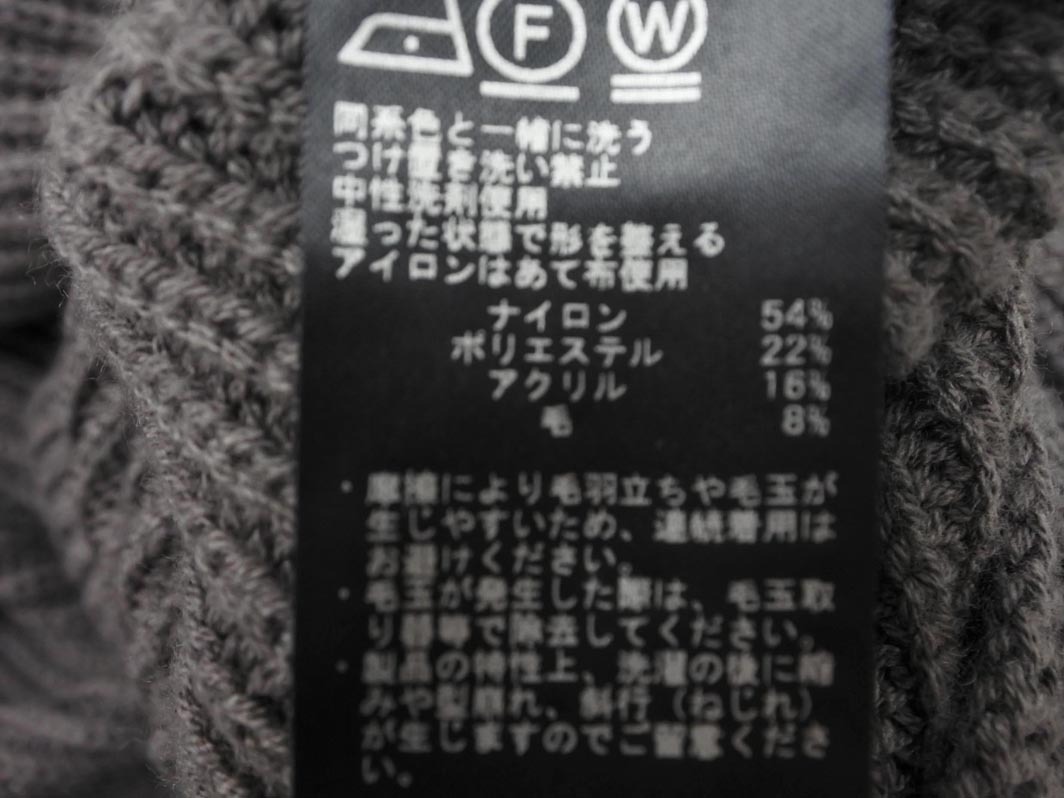 F W
同系色と一緒に洗う
つけ置き洗い禁止
中性洗剤使用
湿った状態で形を整える
アイロンはあて布使用
ナイロン 54%
ポリエステル 22%
アクリル 16%
毛 8%
・摩擦により毛羽立ちや毛玉が
生じやすいため、連続着用は
お避けください。
・毛玉が発生した際は、毛玉取
り器等で除去してください。
・製品の特性上、洗濯の後に縮
みや型崩れ、斜行(ねじれ)
が生じますのでご留意くださ
い。